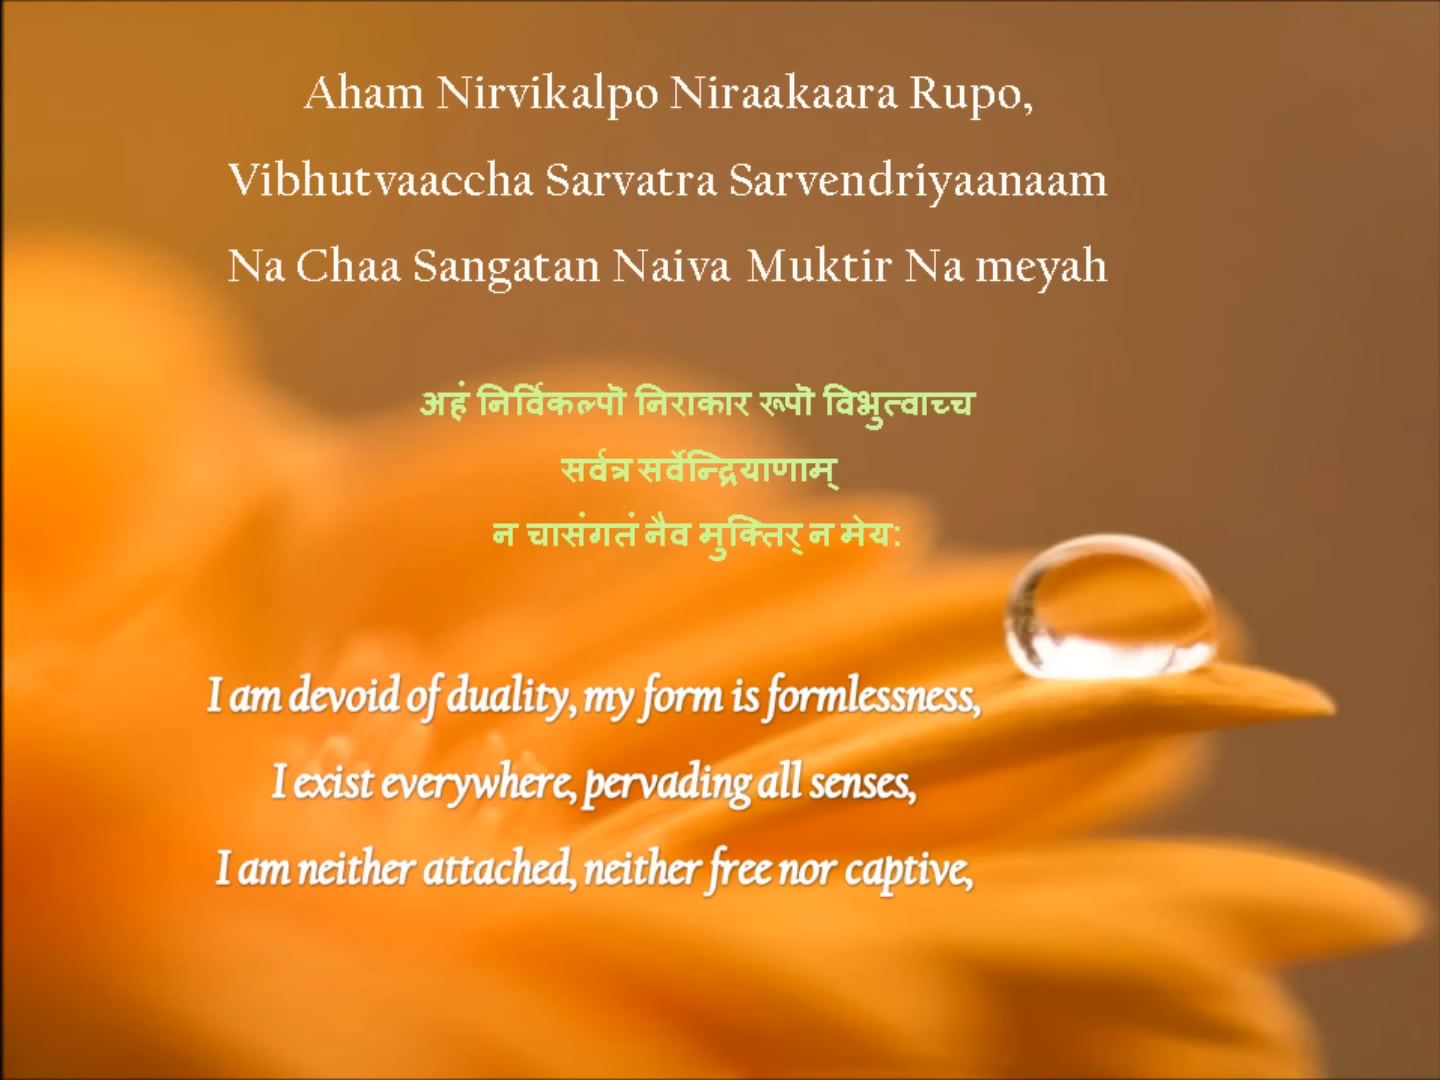 Aham Nirvikalpo Niraakaara Rupo,
Vibhutvaaccha Sarvatra Sarvendriyaanaam
Na Chaa Sangatan Naiva Muktir Na meyah
अहं निर्विकल्पॊ निराकार रूपॊ विभुत्वाच्च
सर्वत्र सर्वेन्द्रियाणाम्
न चासंगतं नैव मुक्तिर् न मेय:
I am devoid of duality, my form is formlessness,
I exist everywhere, pervading all senses,
I am neither attached, neither free nor captive,